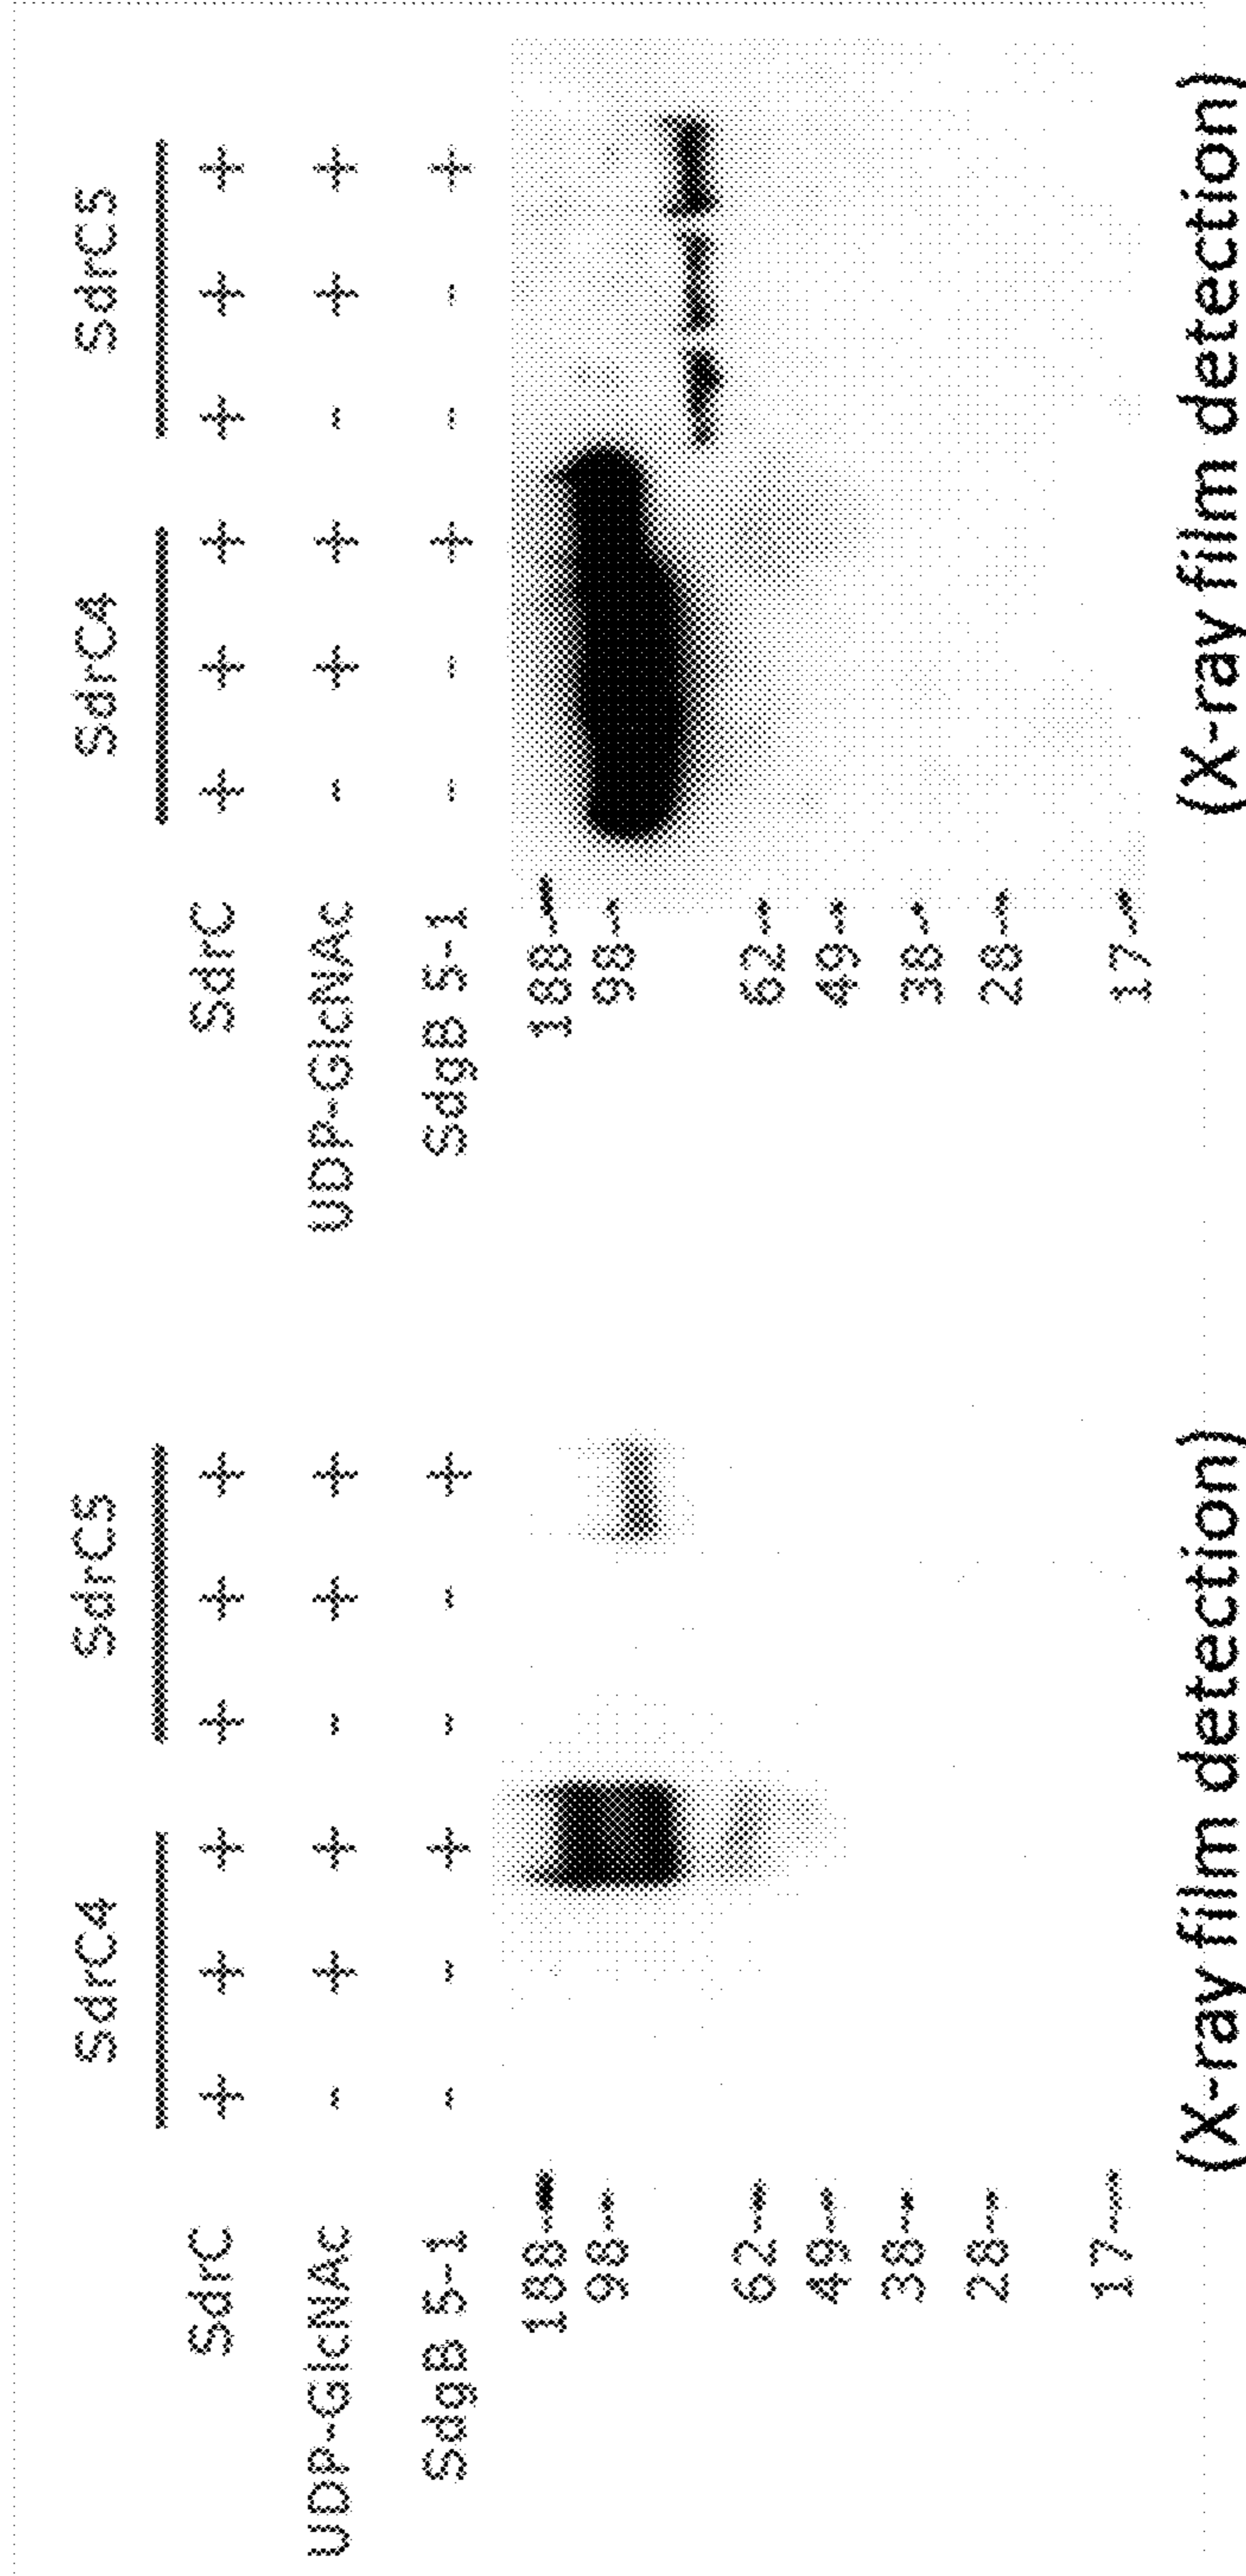 SdrC4 SdrC5
SdrC + + + + + +
UDP-GlcNAc - + + - + +
SdgB 5-1 - - + - - +
188
98
62
49
38
28
17
(X-ray film detection)
SdrC4 SdrC5
SdrC + + + + + +
UDP-GlcNAc - + + - + +
SdgB 5-1 - - + - - +
188
98
62
49
38
28
17
(X-ray film detection)